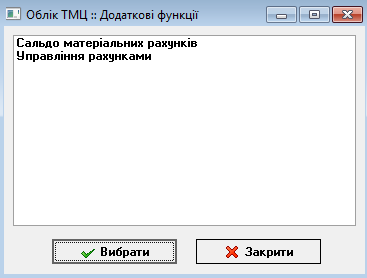 Облік ТМЦ :: Додаткові функції
Сальдо матеріальних рахунків
Управління рахунками
Вибрати
Закрити